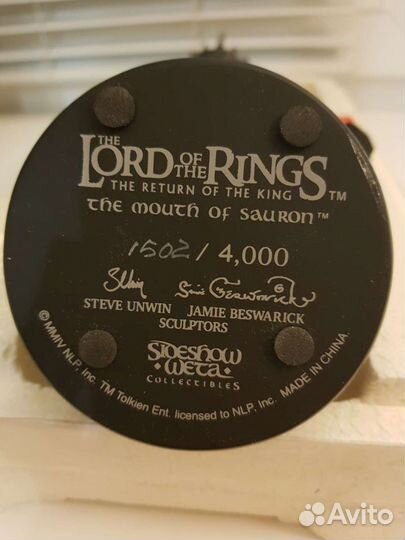 THE LORD OF THE RINGS
THE RETURN OF THE KING ™
the mouth of sauron ™
1502 / 4,000
STEVE UNWIN JAMIE BESWARICK
SCULPTORS
SIDESHOW
WETA
COLLECTIBLES
© MMIV NLP, Inc. TM Tolkien Ent. licensed to NLP, Inc. MADE IN CHINA.
Avito